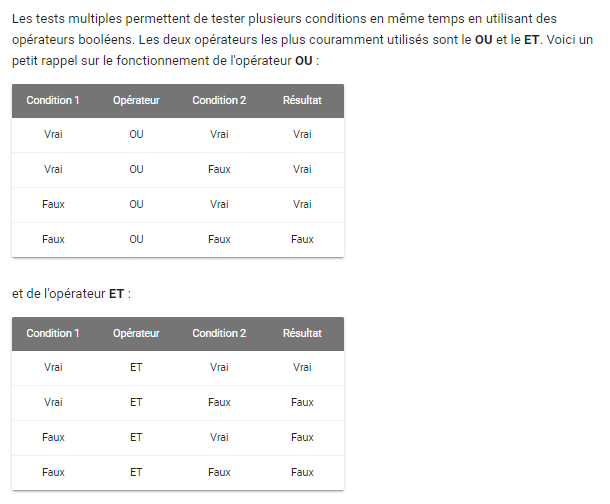 Les tests multiples permettent de tester plusieurs conditions en même temps en utilisant des
opérateurs booléens. Les deux opérateurs les plus couramment utilisés sont le OU et le ET. Voici un
petit rappel sur le fonctionnement de l'opérateur OU :
Condition 1 Opérateur Condition 2 Résultat
Vrai OU Vrai Vrai
Vrai OU Faux Vrai
Faux OU Vrai Vrai
Faux OU Faux Faux
et de l'opérateur ET :
Condition 1 Opérateur Condition 2 Résultat
Vrai ET Vrai Vrai
Vrai ET Faux Faux
Faux ET Vrai Faux
Faux ET Faux Faux